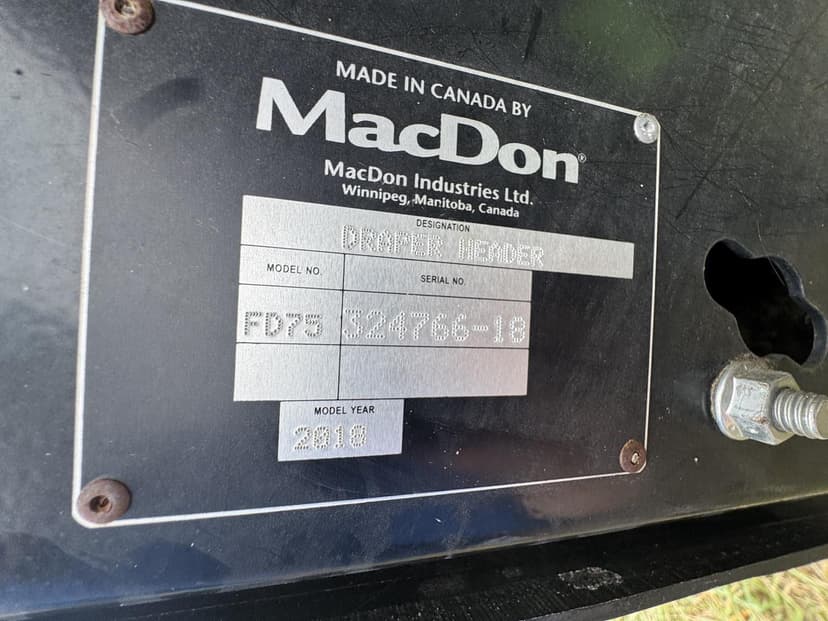 MADE IN CANADA BY
MacDon®
MacDon Industries Ltd.
Winnipeg, Manitoba, Canada
DESIGNATION
DRAPER HEADER
MODEL NO. SERIAL NO.
FD75 324766-18
MODEL YEAR
2018